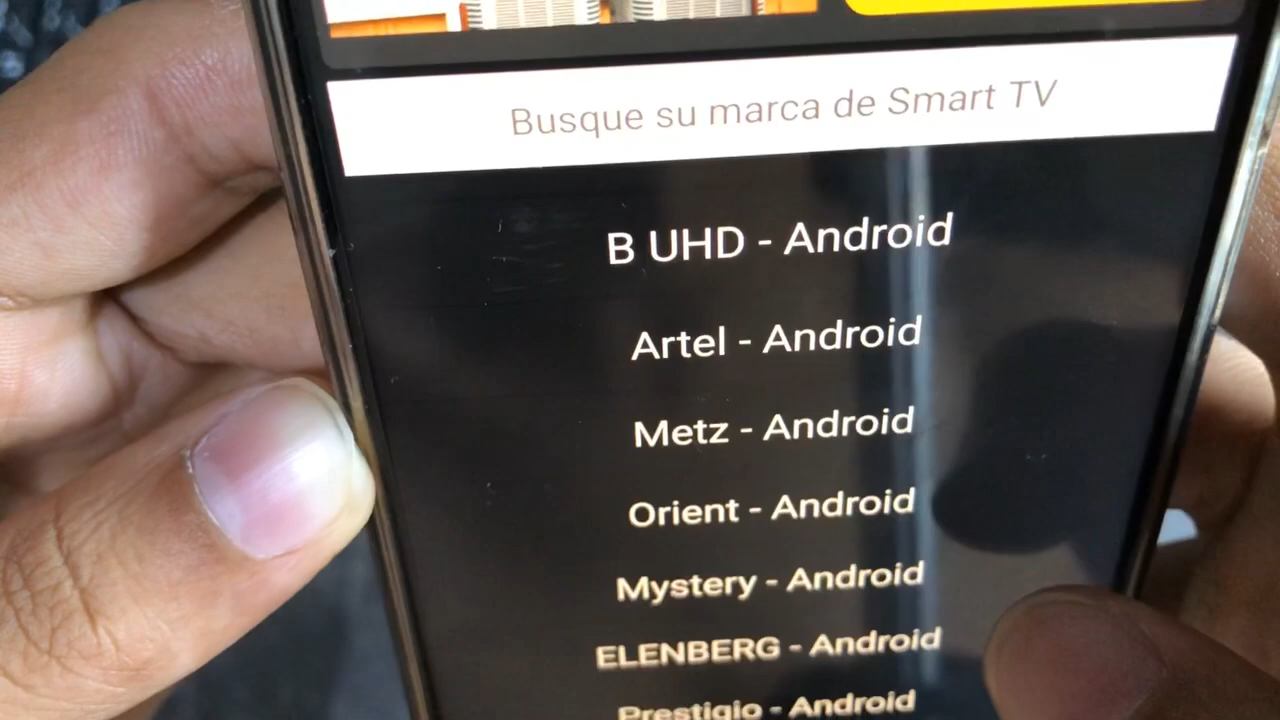 Busque su marca de Smart TV
B UHD - Android
Artel - Android
Metz - Android
Orient - Android
Mystery - Android
ELENBERG - Android
Prestigio - Android